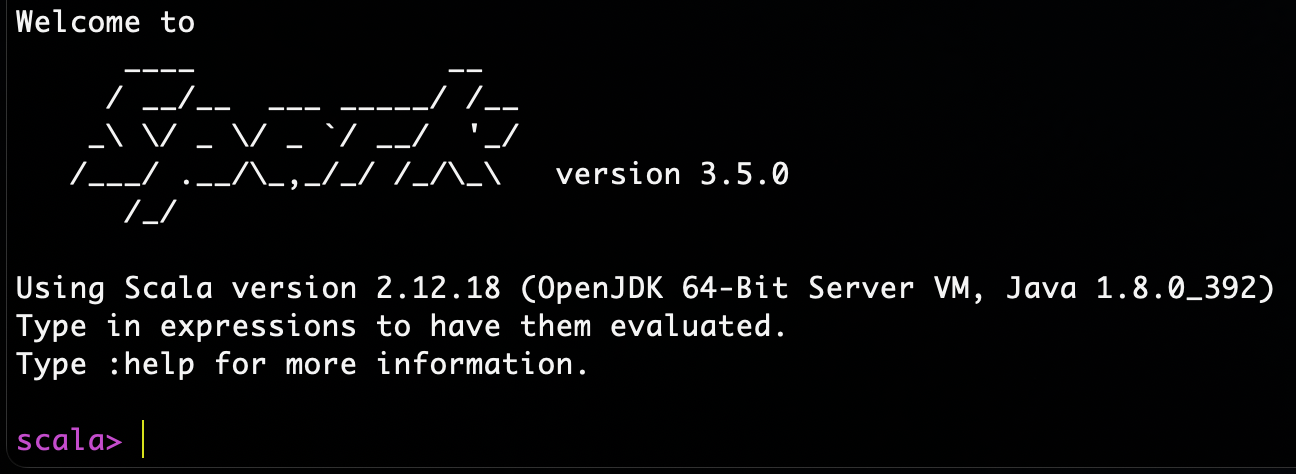 Welcome to
      ____              __
     / __/__  ___ _____/ /__
    _\ \/ _ \/ _ `/ __/  '_/
   /___/ .__/\_,_/_/ /_/\_\   version 3.5.0
      /_/
Using Scala version 2.12.18 (OpenJDK 64-Bit Server VM, Java 1.8.0_392)
Type in expressions to have them evaluated.
Type :help for more information.
scala>